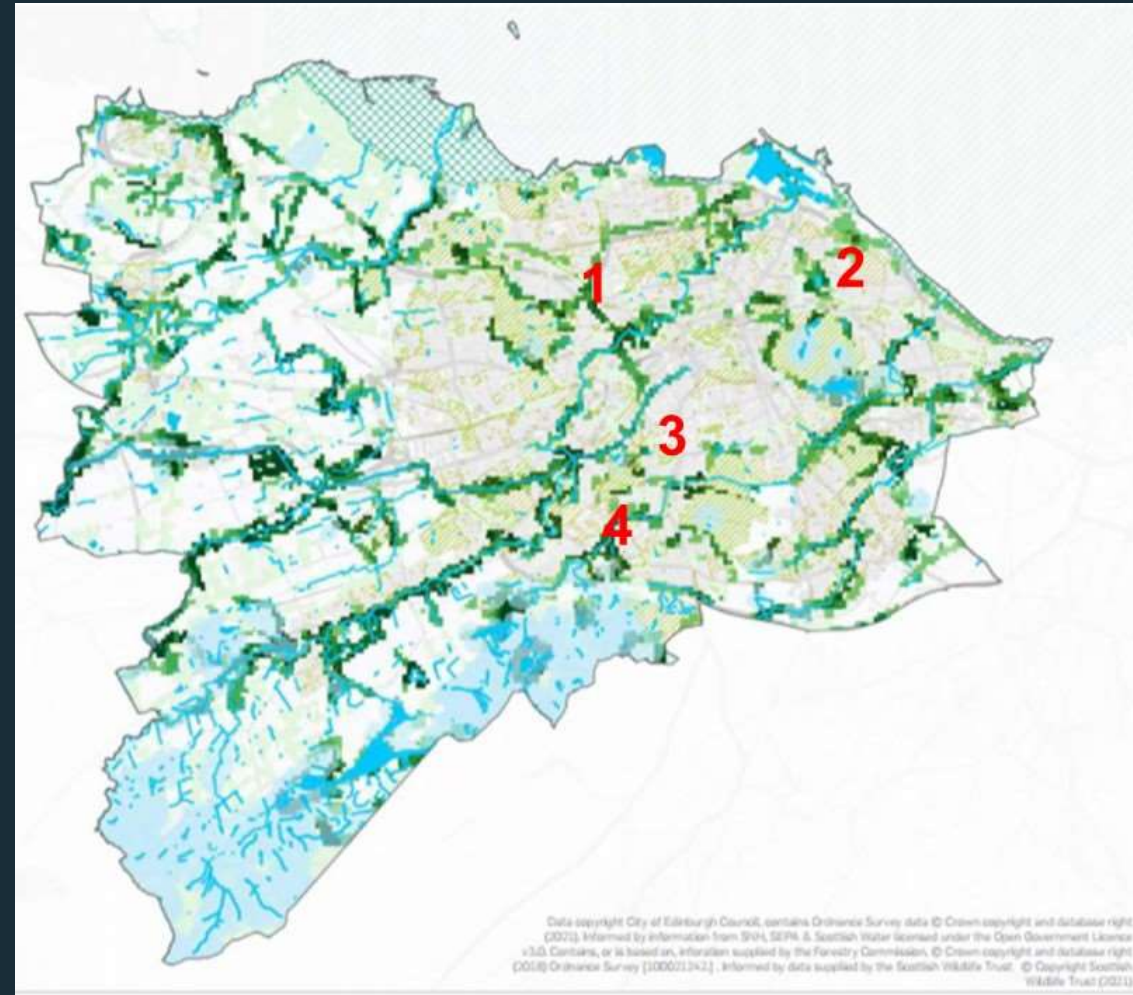 1
2
3
4
Data copyright City of Edinburgh Council, contains Ordnance Survey data © Crown copyright and database right
(2021). Informed by information from SNH, SEPA & Scottish Water licensed under the Open Government Licence
v3.0. Contains, or is based on, information supplied by the Forestry Commission. © Crown copyright and database right
(2018) Ordnance Survey [100021242]. Informed by data supplied by the Scottish Wildlife Trust. © Copyright Scottish
Wildlife Trust (2021)